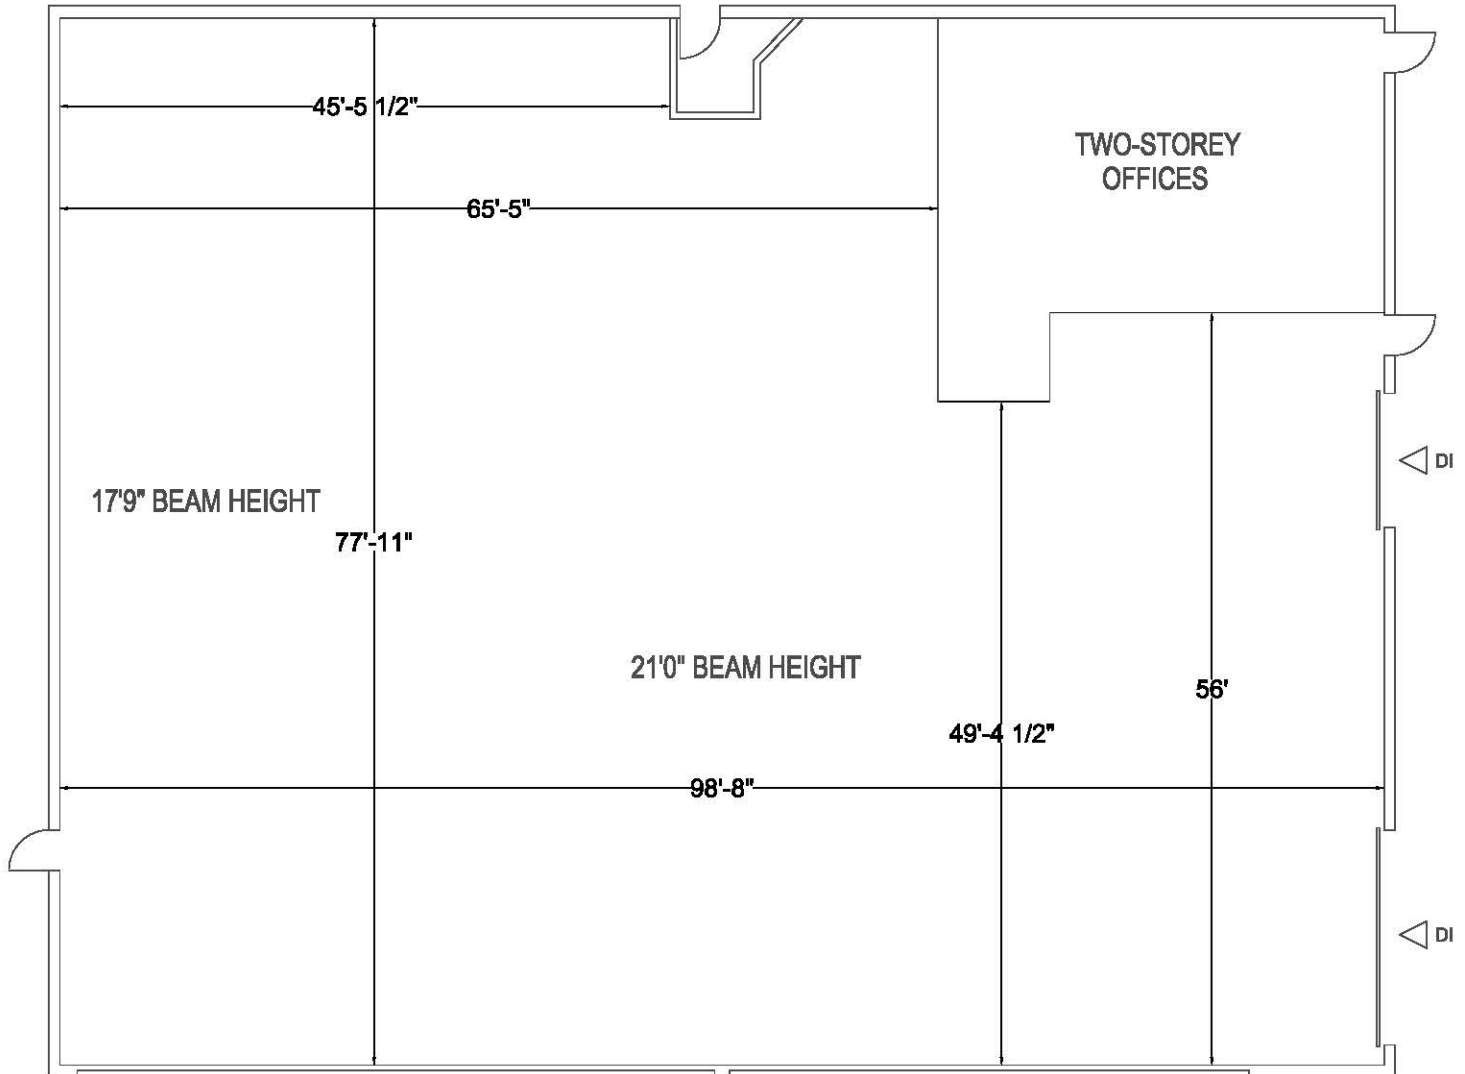 45'-5 1/2"
TWO-STOREY
OFFICES
65'-5"
DI
17'9" BEAM HEIGHT
77'-11"
21'0" BEAM HEIGHT
56'
49'-4 1/2"
98'-8"
DI